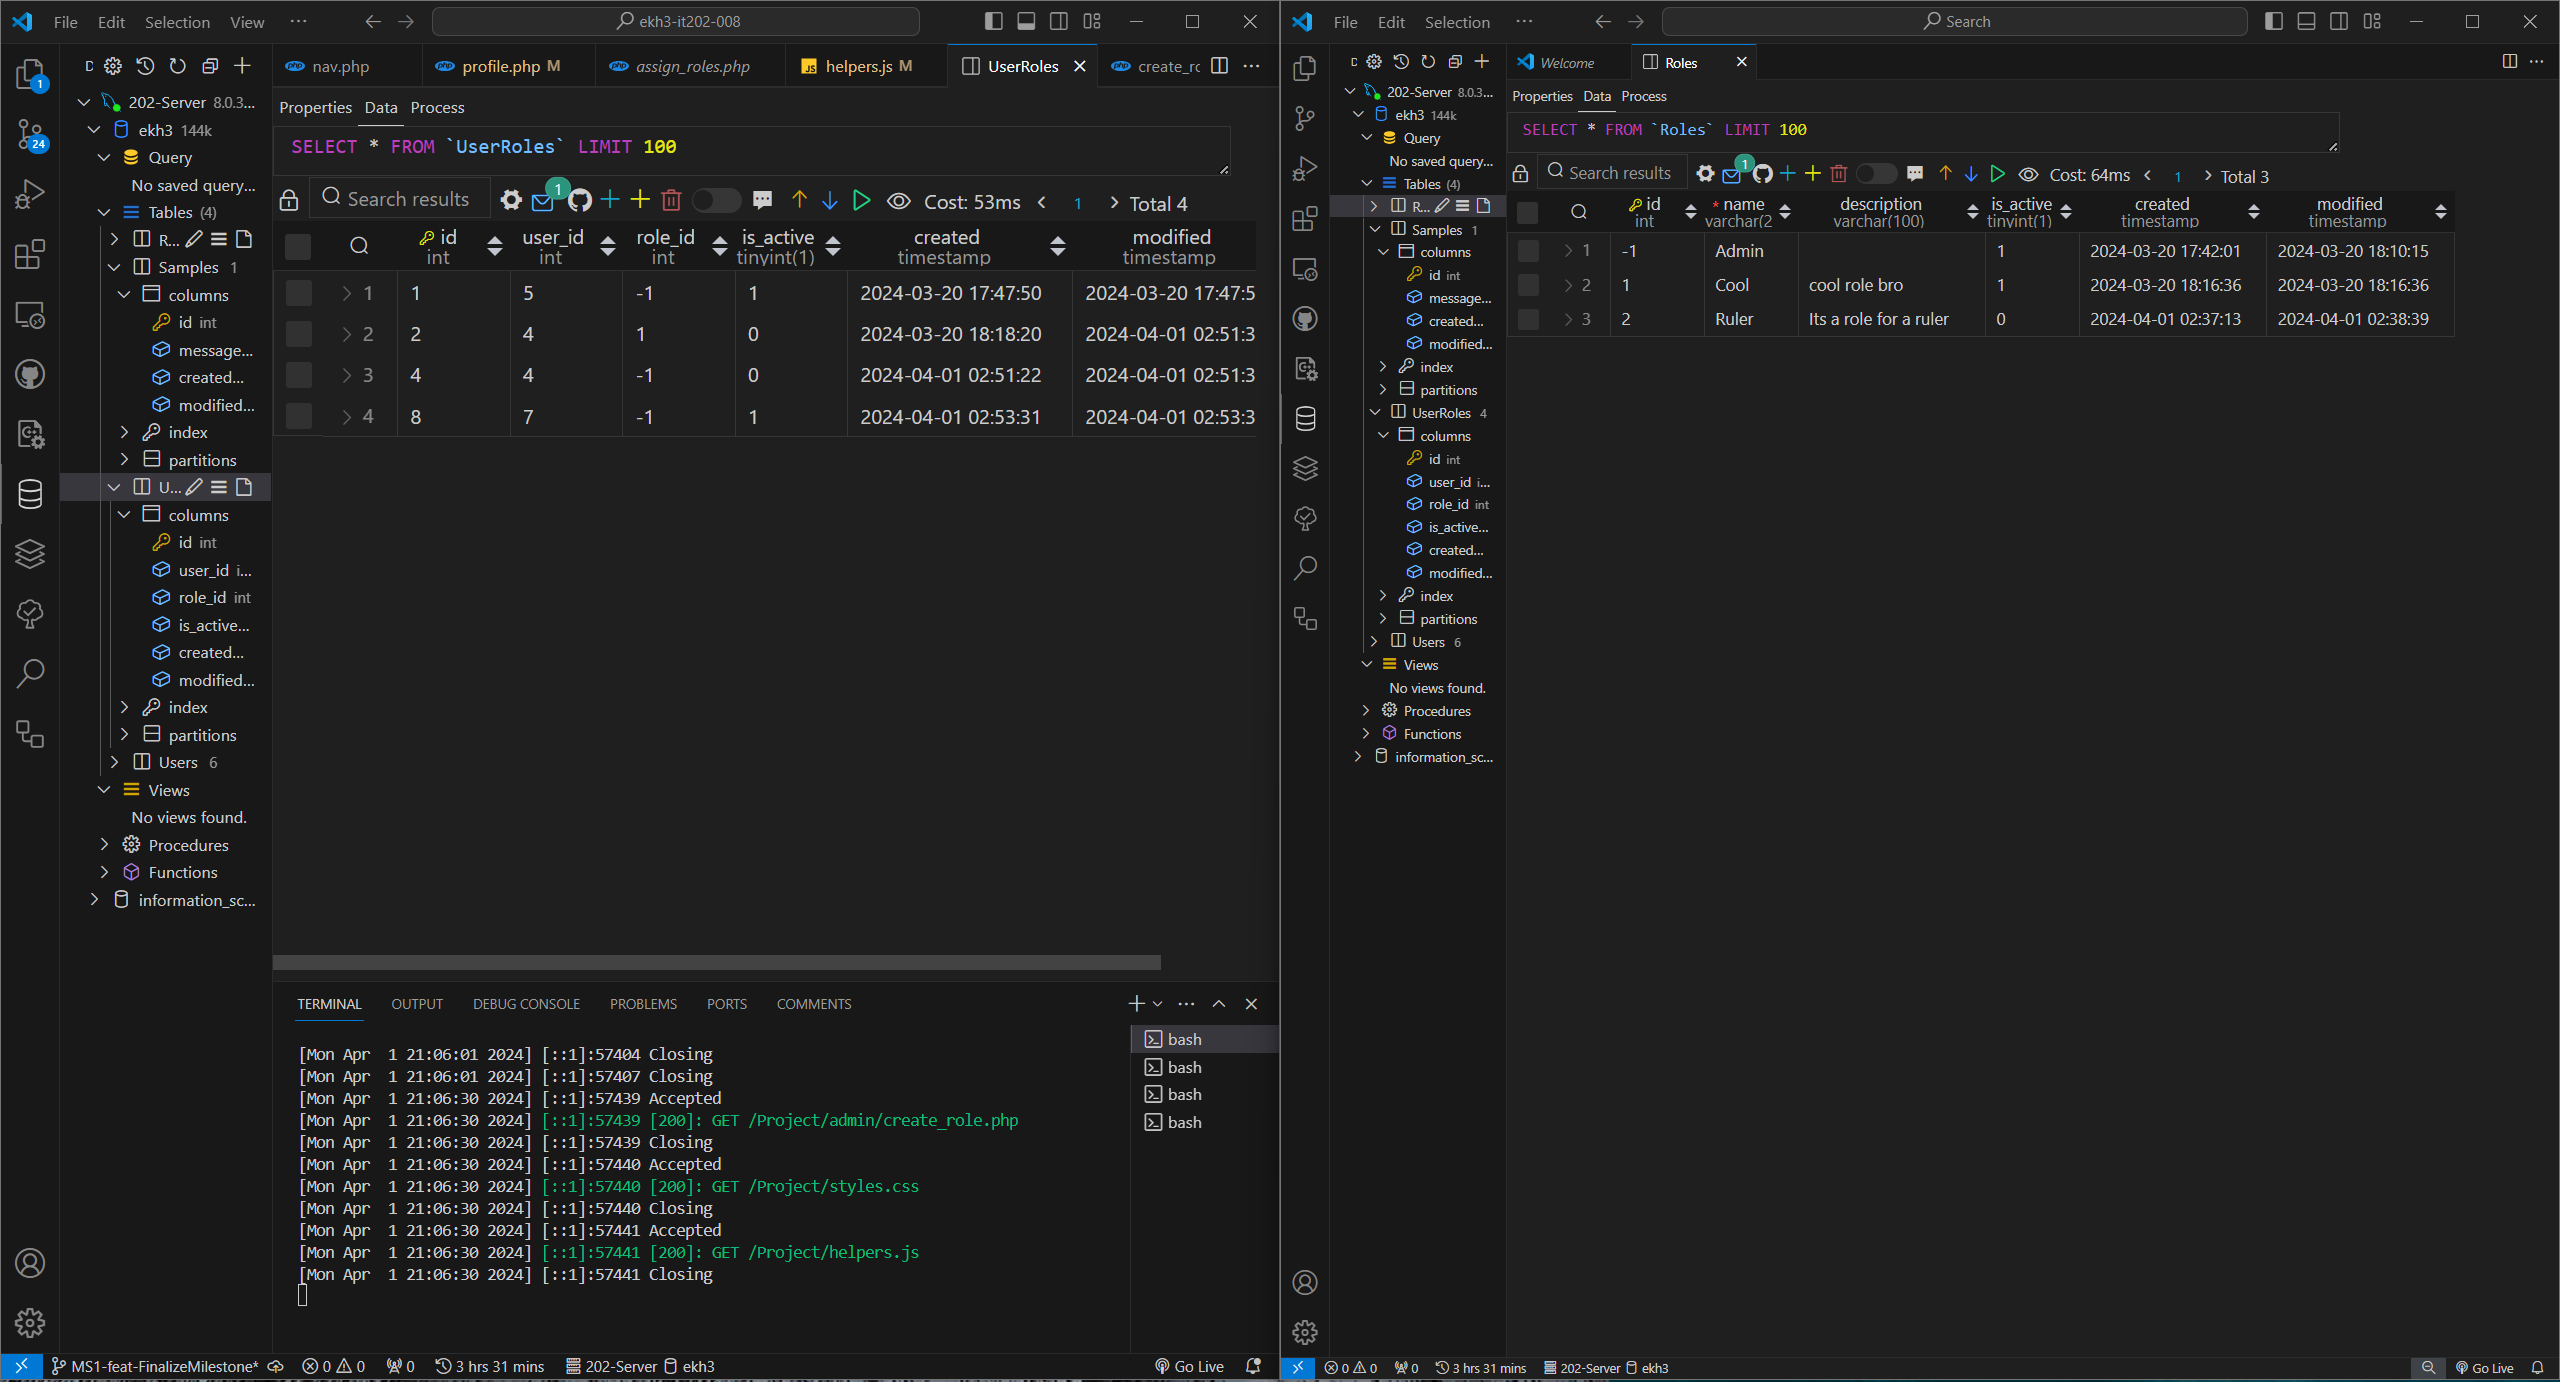 File Edit Selection View ··· ekh3-it202-008
D
202-Server 8.0.3...
ekh3 144k
Query
No saved query...
Tables (4)
R...
Samples 1
columns
id int
message...
created...
modified...
index
partitions
U...
columns
id int
user_id i...
role_id int
is_active...
created...
modified...
index
partitions
Users 6
Views
No views found.
Procedures
Functions
information_sc...
1
24
nav.php profile.php M assign_roles.php JS helpers.js M UserRoles create_rc
Properties Data Process
SELECT * FROM `UserRoles` LIMIT 100
Search results 1 Cost: 53ms 1 Total 4
id user_id role_id is_active created modified
int int int tinyint(1) timestamp timestamp
1 1 5 -1 1 2024-03-20 17:47:50 2024-03-20 17:47:5
2 2 4 1 0 2024-03-20 18:18:20 2024-04-01 02:51:3
3 4 4 -1 0 2024-04-01 02:51:22 2024-04-01 02:51:3
4 8 7 -1 1 2024-04-01 02:53:31 2024-04-01 02:53:3
TERMINAL OUTPUT DEBUG CONSOLE PROBLEMS PORTS COMMENTS
[Mon Apr  1 21:06:01 2024] [::1]:57404 Closing
[Mon Apr  1 21:06:01 2024] [::1]:57407 Closing
[Mon Apr  1 21:06:30 2024] [::1]:57439 Accepted
[Mon Apr  1 21:06:30 2024] [::1]:57439 [200]: GET /Project/admin/create_role.php
[Mon Apr  1 21:06:30 2024] [::1]:57439 Closing
[Mon Apr  1 21:06:30 2024] [::1]:57440 Accepted
[Mon Apr  1 21:06:30 2024] [::1]:57440 [200]: GET /Project/styles.css
[Mon Apr  1 21:06:30 2024] [::1]:57440 Closing
[Mon Apr  1 21:06:30 2024] [::1]:57441 Accepted
[Mon Apr  1 21:06:30 2024] [::1]:57441 [200]: GET /Project/helpers.js
[Mon Apr  1 21:06:30 2024] [::1]:57441 Closing
bash
bash
bash
bash
MS1-feat-FinalizeMilestone* 0 0 0 3 hrs 31 mins 202-Server ekh3 Go Live
File Edit Selection ··· Search
D
202-Server 8.0.3...
ekh3 144k
Query
No saved query...
Tables (4)
R...
Samples 1
columns
id int
message...
created...
modified...
index
partitions
UserRoles 4
columns
id int
user_id i...
role_id int
is_active...
created...
modified...
index
partitions
Users 6
Views
No views found.
Procedures
Functions
information_sc...
Welcome Roles
Properties Data Process
SELECT * FROM `Roles` LIMIT 100
Search results 1 Cost: 64ms 1 Total 3
id * name description is_active created modified
int varchar(2 varchar(100) tinyint(1) timestamp timestamp
1 -1 Admin 1 2024-03-20 17:42:01 2024-03-20 18:10:15
2 1 Cool cool role bro 1 2024-03-20 18:16:36 2024-03-20 18:16:36
3 2 Ruler Its a role for a ruler 0 2024-04-01 02:37:13 2024-04-01 02:38:39
0 0 0 3 hrs 31 mins 202-Server ekh3 Go Live